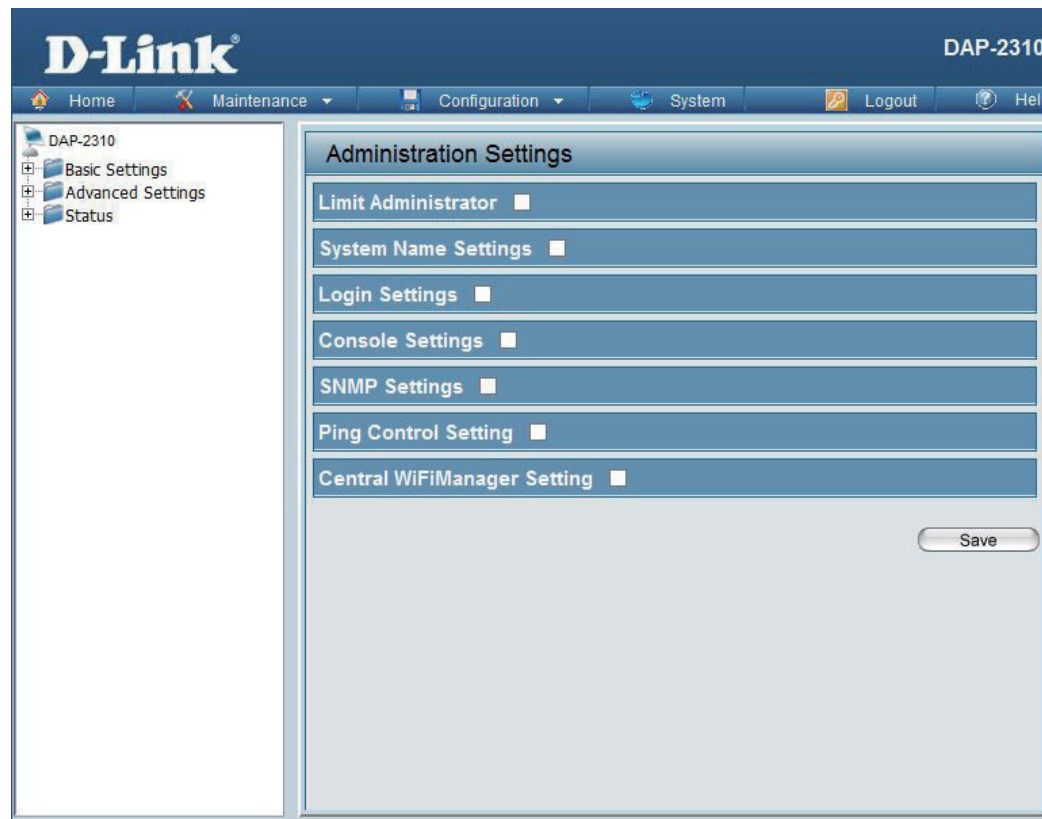 D-Link®
DAP-2310
Home Maintenance Configuration System Logout Hel
DAP-2310
Basic Settings
Advanced Settings
Status
Administration Settings
Limit Administrator
System Name Settings
Login Settings
Console Settings
SNMP Settings
Ping Control Setting
Central WiFiManager Setting
Save